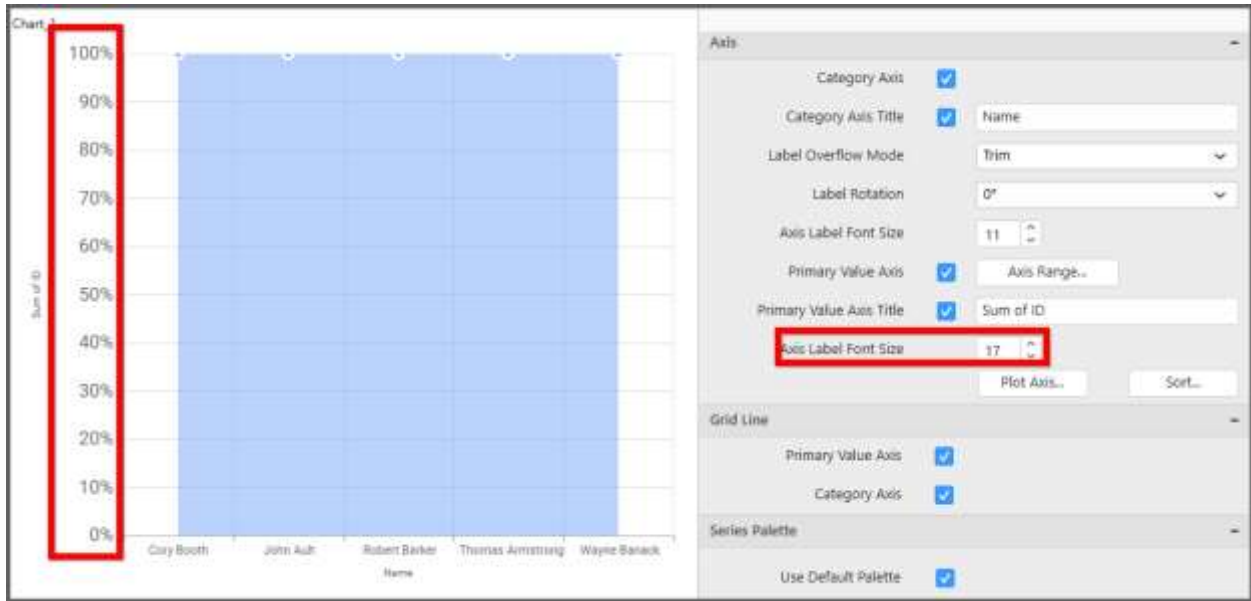 Chart_1
100%
90%
80%
70%
60%
50%
40%
30%
20%
10%
0%
Sum of ID
Cory Booth John Ault Robert Barker Thomas Armstrong Wayne Banack
Name
Axis
Category Axis
Category Axis Title Name
Label Overflow Mode Trim
Label Rotation 0°
Axis Label Font Size 11
Primary Value Axis Axis Range...
Primary Value Axis Title Sum of ID
Axis Label Font Size 17
Plot Axis... Sort...
Grid Line
Primary Value Axis
Category Axis
Series Palette
Use Default Palette